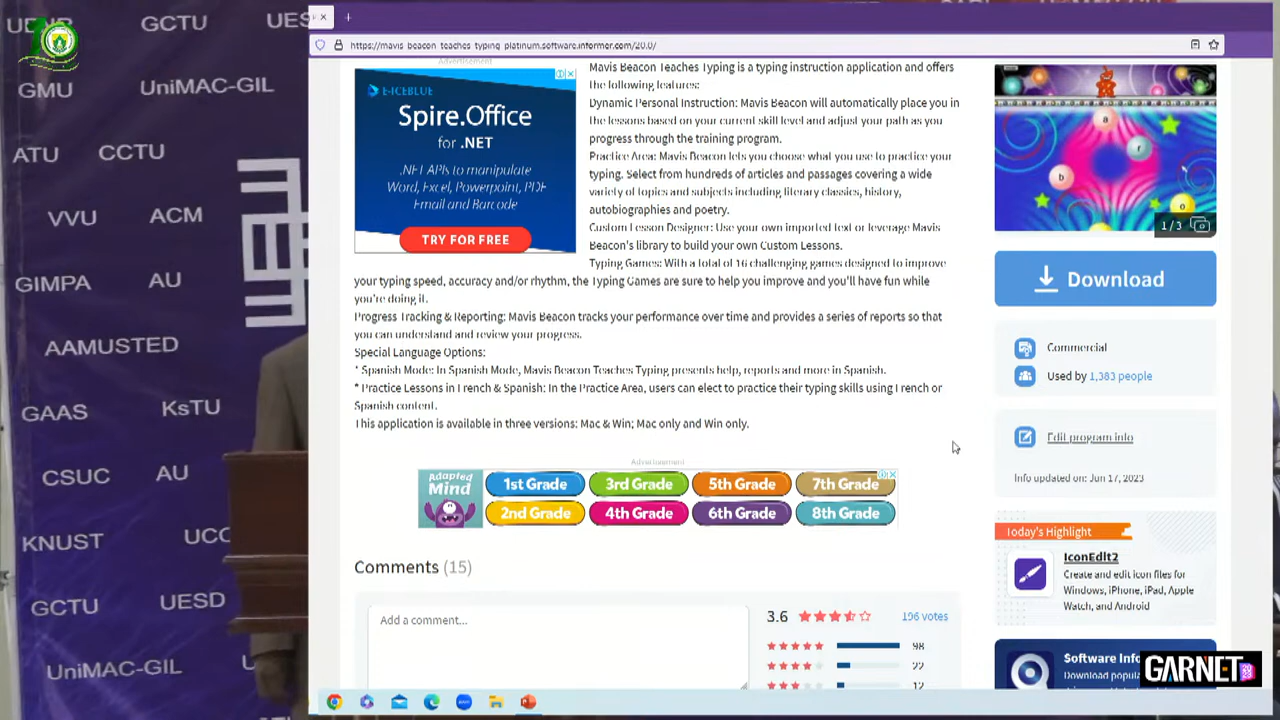 UENR
GCTU
UES
UniMAC-GIL
GMU
ATU
CCTU
VVU
ACM
GIMPA
AU
AAMUSTED
GAAS
KsTU
CSUC
AU
KNUST
UCC
GCTU
UESD
UniMAC-GIL
https://mavis_beacon_teaches_typing_platinum.software.informer.com/20.0/
Advertisement
E-ICEBLUE
Spire.Office
for .NET
.NET APIs to manipulate
Word, Excel, Powerpoint, PDF
Email and Barcode
TRY FOR FREE
Mavis Beacon Teaches Typing is a typing instruction application and offers
the following features:
Dynamic Personal Instruction: Mavis Beacon will automatically place you in
the lessons based on your current skill level and adjust your path as you
progress through the training program.
Practice Area: Mavis Beacon lets you choose what you use to practice your
typing. Select from hundreds of articles and passages covering a wide
variety of topics and subjects including literary classics, history,
autobiographies and poetry.
Custom Lesson Designer: Use your own imported text or leverage Mavis
Beacon's library to build your own Custom Lessons.
Typing Games: With a total of 16 challenging games designed to improve
your typing speed, accuracy and/or rhythm, the Typing Games are sure to help you improve and you'll have fun while
you're doing it.
Progress Tracking & Reporting: Mavis Beacon tracks your performance over time and provides a series of reports so that
you can understand and review your progress.
Special Language Options:
* Spanish Mode: In Spanish Mode, Mavis Beacon Teaches Typing presents help, reports and more in Spanish.
* Practice Lessons in French & Spanish: In the Practice Area, users can elect to practice their typing skills using French or
Spanish content.
This application is available in three versions: Mac & Win; Mac only and Win only.
Advertisement
Adapted Mind
1st Grade
3rd Grade
5th Grade
7th Grade
2nd Grade
4th Grade
6th Grade
8th Grade
Comments (15)
Add a comment...
3.6
196 votes
98
22
12
a
r
b
o
1/3
Download
Commercial
Used by 1,383 people
Edit program info
Info updated on: Jun 17, 2023
Today's Highlight
IconEdit2
Create and edit icon files for
Windows, iPhone, iPad, Apple
Watch, and Android
Software Info
Download popula
GARNET